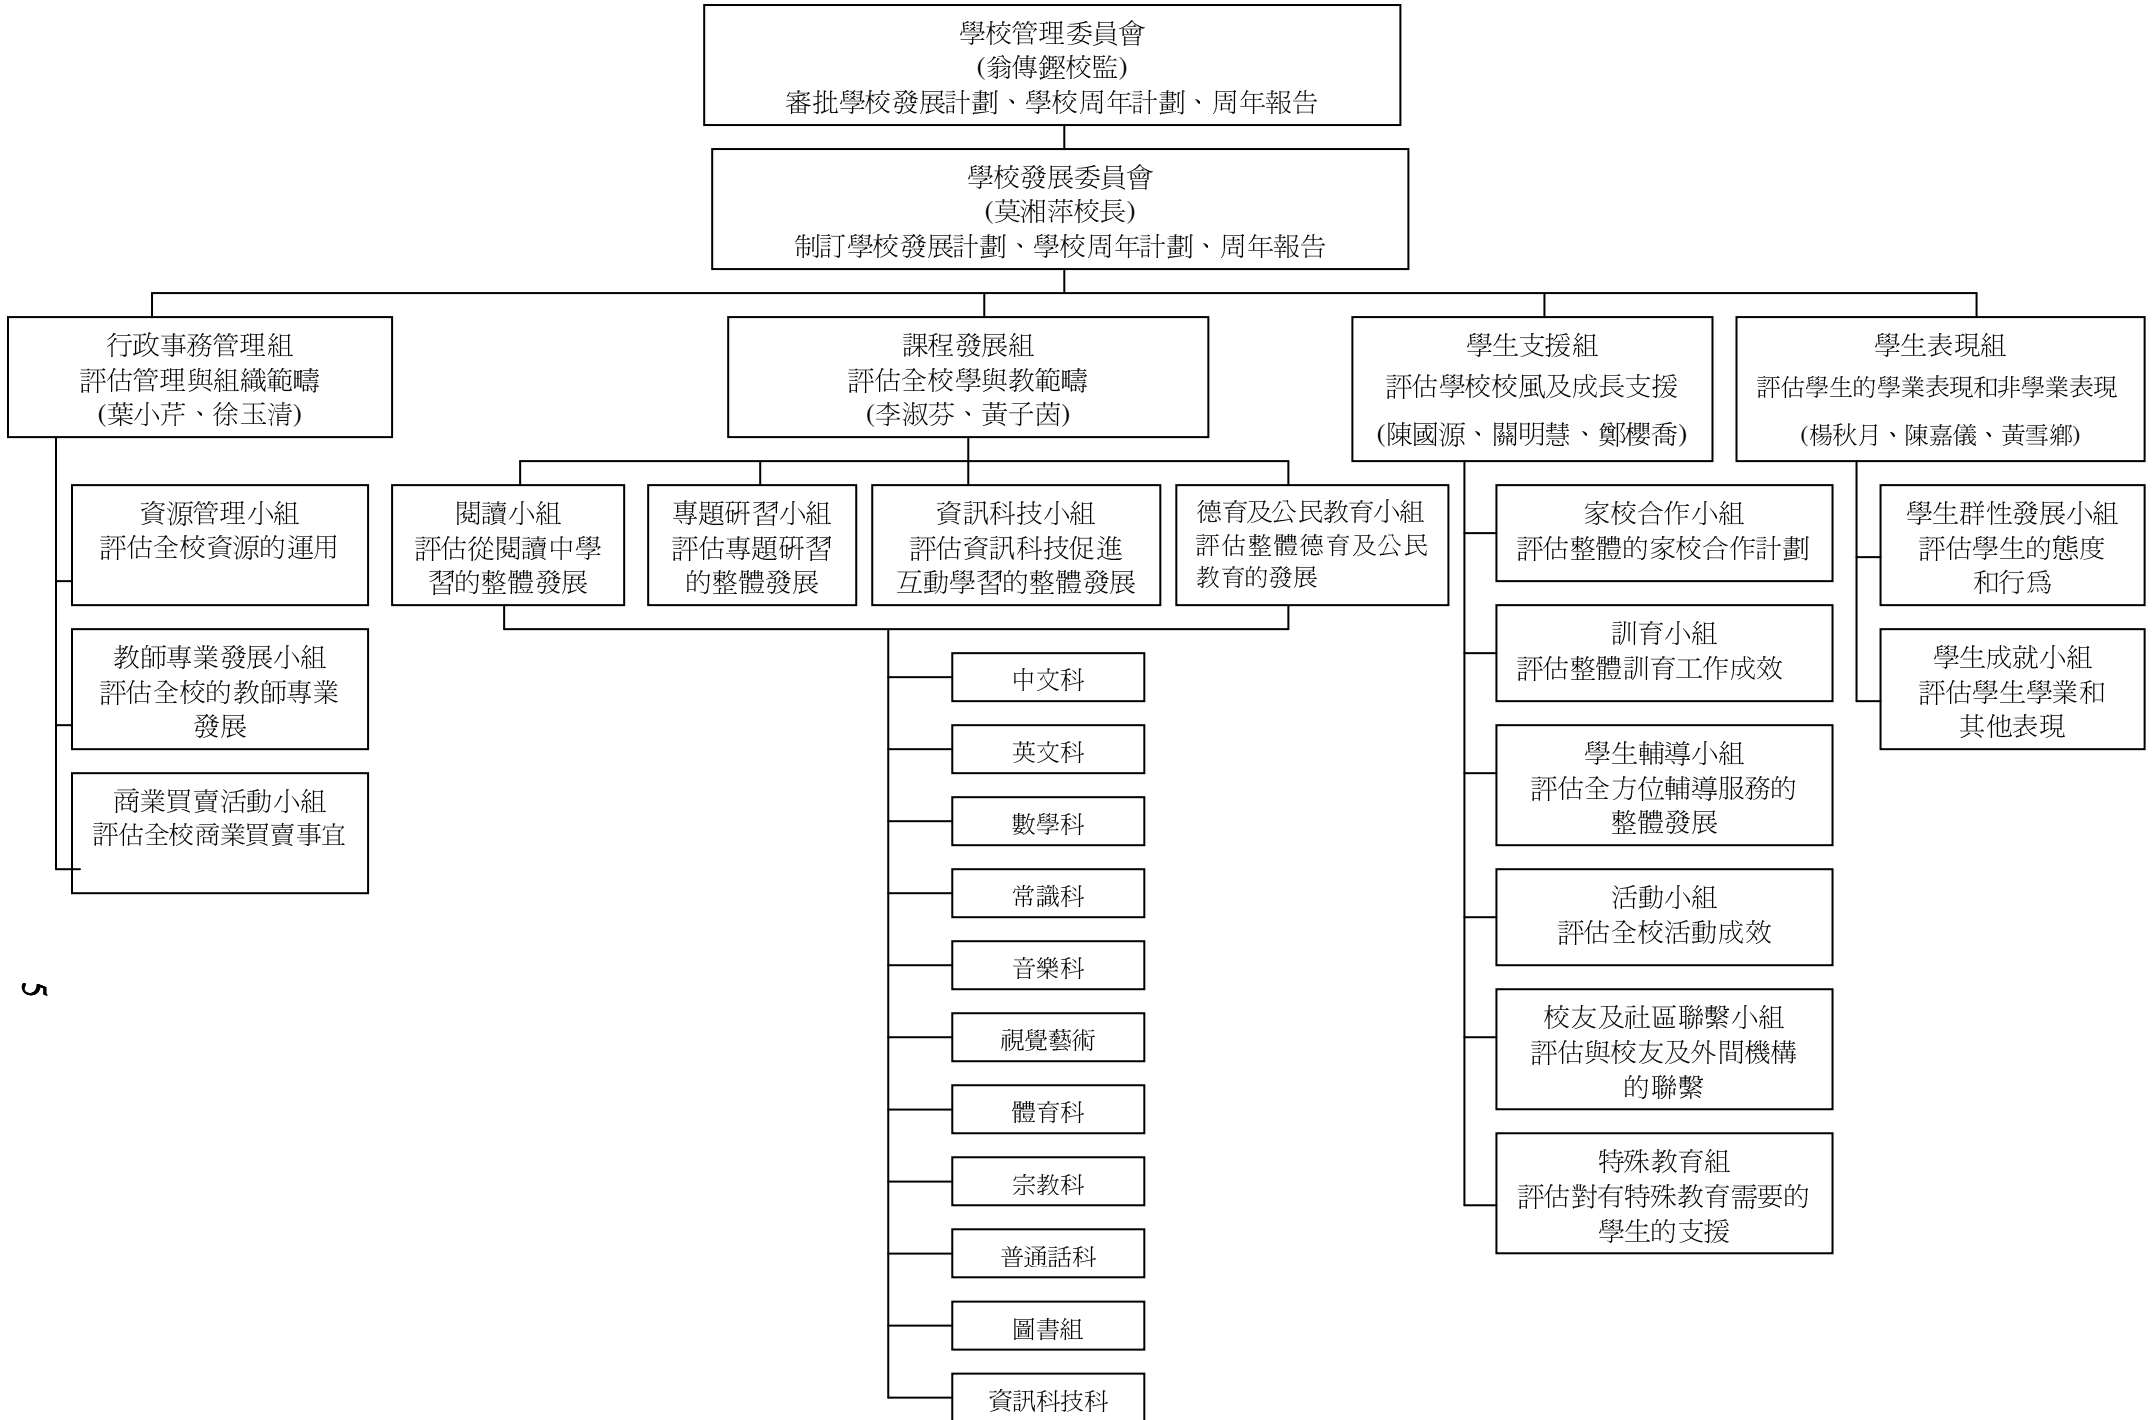 學校管理委員會
(翁傳鏗校監)
審批學校發展計劃、學校周年計劃、周年報告
學校發展委員會
(莫湘萍校長)
制訂學校發展計劃、學校周年計劃、周年報告
行政事務管理組
評估管理與組織範疇
(葉小芹、徐玉清)
課程發展組
評估全校學與教範疇
(李淑芬、黃子茵)
學生支援組
評估學校校風及成長支援
(陳國源、關明慧、鄭櫻喬)
學生表現組
評估學生的學業表現和非學業表現
(楊秋月、陳嘉儀、黃雪鄉)
資源管理小組
評估全校資源的運用
教師專業發展小組
評估全校的教師專業
發展
商業買賣活動小組
評估全校商業買賣事宜
閱讀小組
評估從閱讀中學
習的整體發展
專題研習小組
評估專題研習
的整體發展
資訊科技小組
評估資訊科技促進
互動學習的整體發展
德育及公民教育小組
評估整體德育及公民
教育的發展
中文科
英文科
數學科
常識科
音樂科
視覺藝術
體育科
宗教科
普通話科
圖書組
資訊科技科
家校合作小組
評估整體的家校合作計劃
訓育小組
評估整體訓育工作成效
學生輔導小組
評估全方位輔導服務的
整體發展
活動小組
評估全校活動成效
校友及社區聯繫小組
評估與校友及外間機構
的聯繫
特殊教育組
評估對有特殊教育需要的
學生的支援
學生群性發展小組
評估學生的態度
和行為
學生成就小組
評估學生學業和
其他表現
5